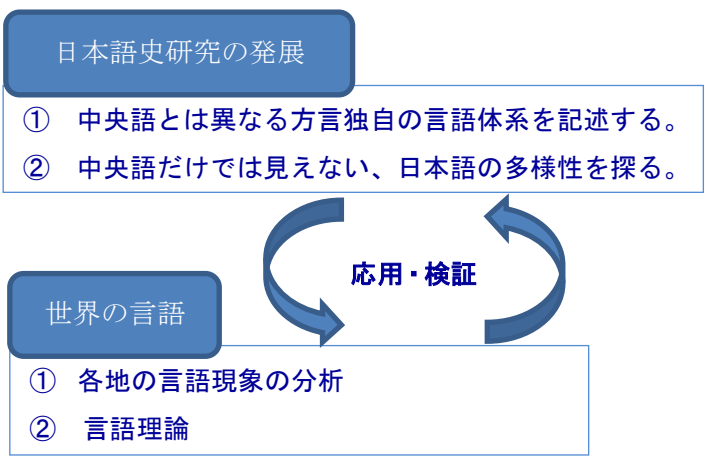 日本語史研究の発展
① 中央語とは異なる方言独自の言語体系を記述する。
② 中央語だけでは見えない、日本語の多様性を探る。
応用・検証
世界の言語
① 各地の言語現象の分析
② 言語理論